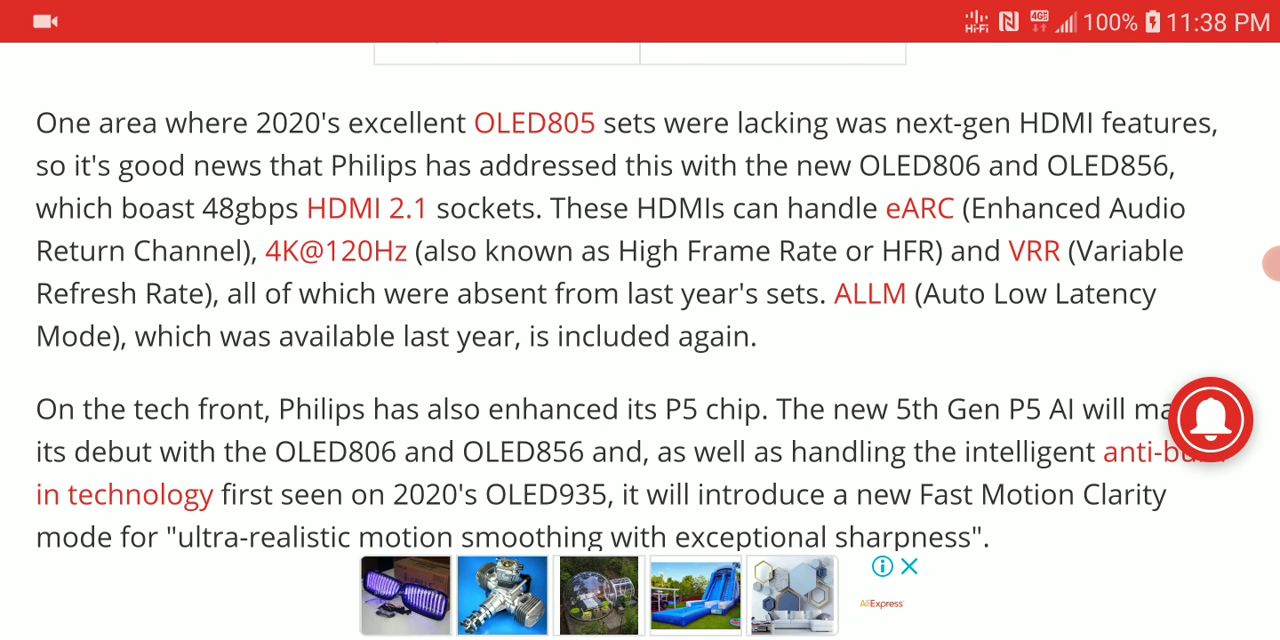 Hi-Fi 4G 100% 11:38 PM
One area where 2020's excellent OLED805 sets were lacking was next-gen HDMI features,
so it's good news that Philips has addressed this with the new OLED806 and OLED856,
which boast 48gbps HDMI 2.1 sockets. These HDMIs can handle eARC (Enhanced Audio
Return Channel), 4K@120Hz (also known as High Frame Rate or HFR) and VRR (Variable
Refresh Rate), all of which were absent from last year's sets. ALLM (Auto Low Latency
Mode), which was available last year, is included again.
On the tech front, Philips has also enhanced its P5 chip. The new 5th Gen P5 AI will
its debut with the OLED806 and OLED856 and, as well as handling the intelligent
in technology first seen on 2020's OLED935, it will introduce a new Fast Motion Clarity
mode for "ultra-realistic motion smoothing with exceptional sharpness".
AliExpress